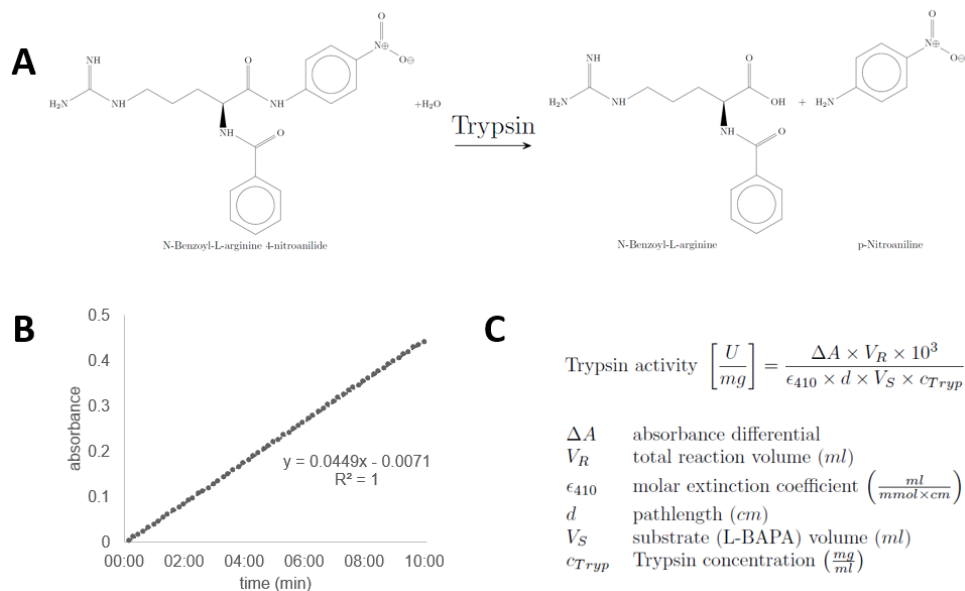 A
NH
H₂N
NH
O
NH
N⊕
O
O⊖
NH
O
+H₂O
Trypsin
NH
H₂N
NH
O
OH
NH
O
+
H₂N
N⊕
O
O⊖
N-Benzoyl-L-arginine 4-nitroanilide
N-Benzoyl-L-arginine
p-Nitroaniline
B
absorbance
0.5
0.4
0.3
0.2
0.1
0
y = 0.0449x - 0.0071
R² = 1
00:00 02:00 04:00 06:00 08:00 10:00
time (min)
C
Trypsin activity [U/mg] = ΔA × V_R × 10³ / ϵ₄₁₀ × d × V_S × c_Tryp
ΔA absorbance differential
V_R total reaction volume (ml)
ϵ₄₁₀ molar extinction coefficient (ml/mmol×cm)
d pathlength (cm)
V_S substrate (L-BAPA) volume (ml)
c_Tryp Trypsin concentration (mg/ml)